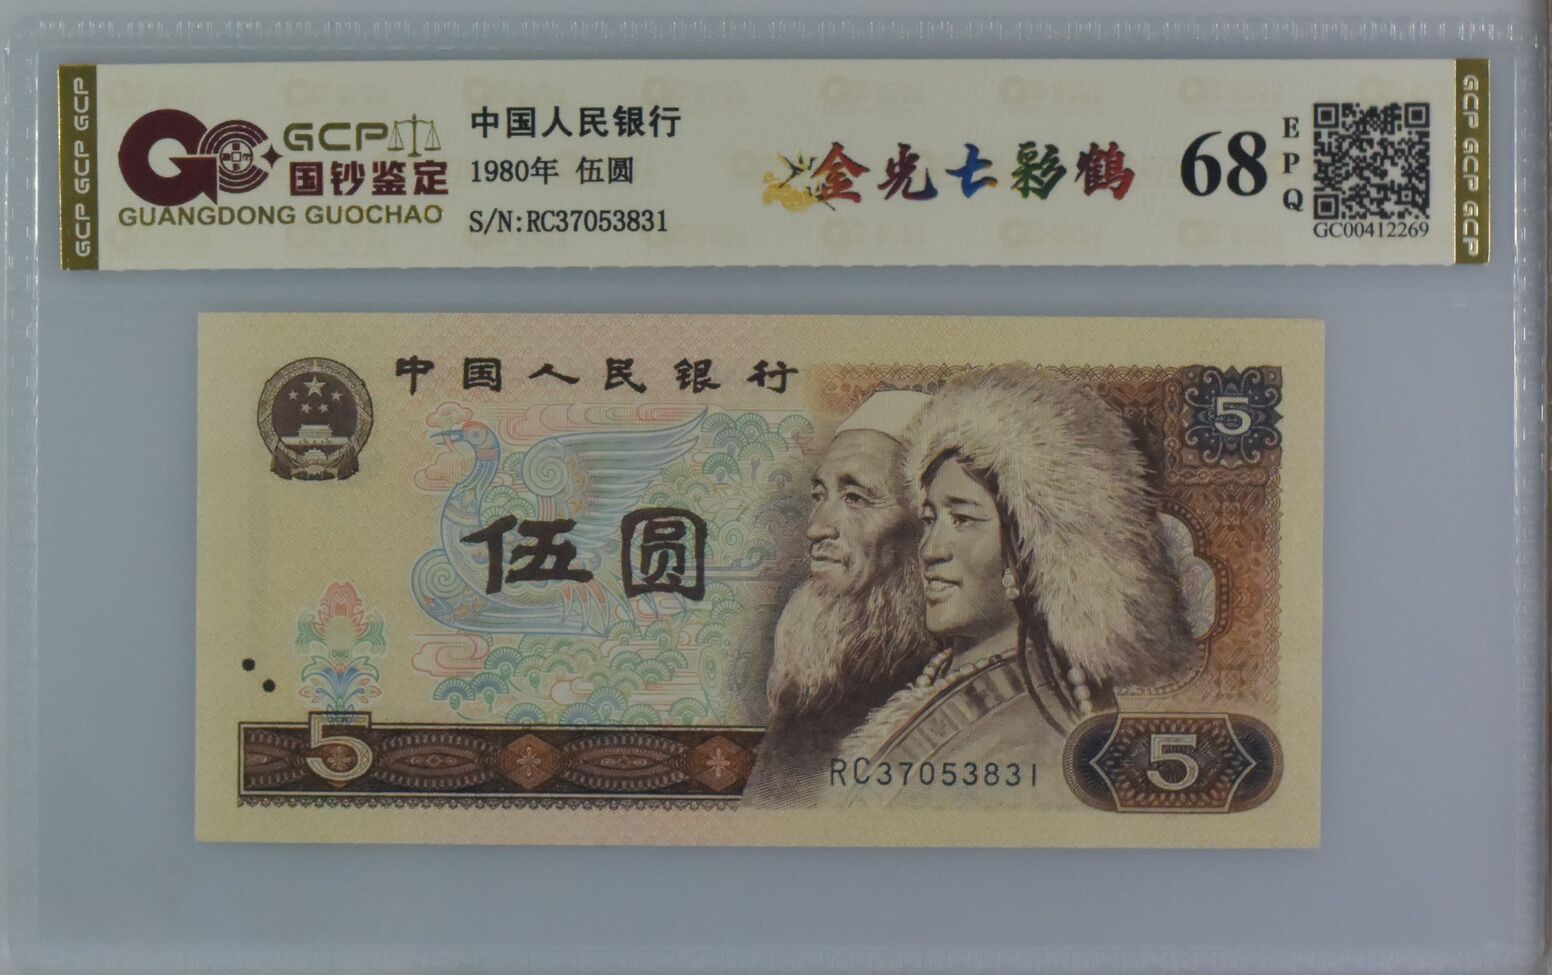 GCP GCP GCP
GCP
国钞鉴定
GUANGDONG GUOCHAO
中国人民银行
1980年 伍圆
S/N:RC37053831
金光七彩鹤
68
EPQ
GC00412269
GCP GCP GCP
中国人民银行
5
伍圆
5
RC37053831
5